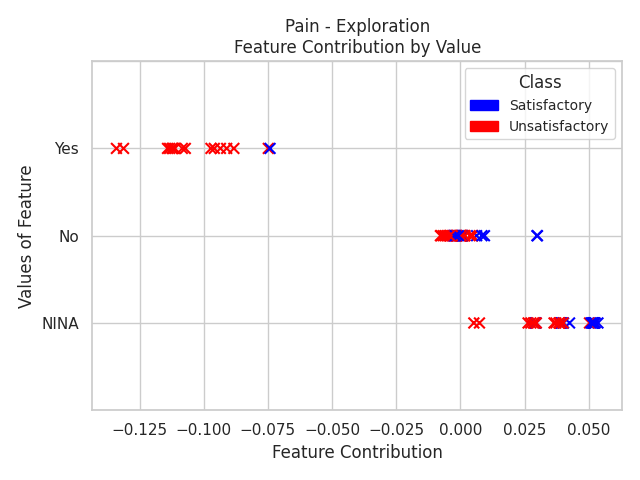 Pain - Exploration
Feature Contribution by Value
Class
Satisfactory
Unsatisfactory
Values of Feature
Yes
No
NINA
−0.125 −0.100 −0.075 −0.050 −0.025 0.000 0.025 0.050
Feature Contribution